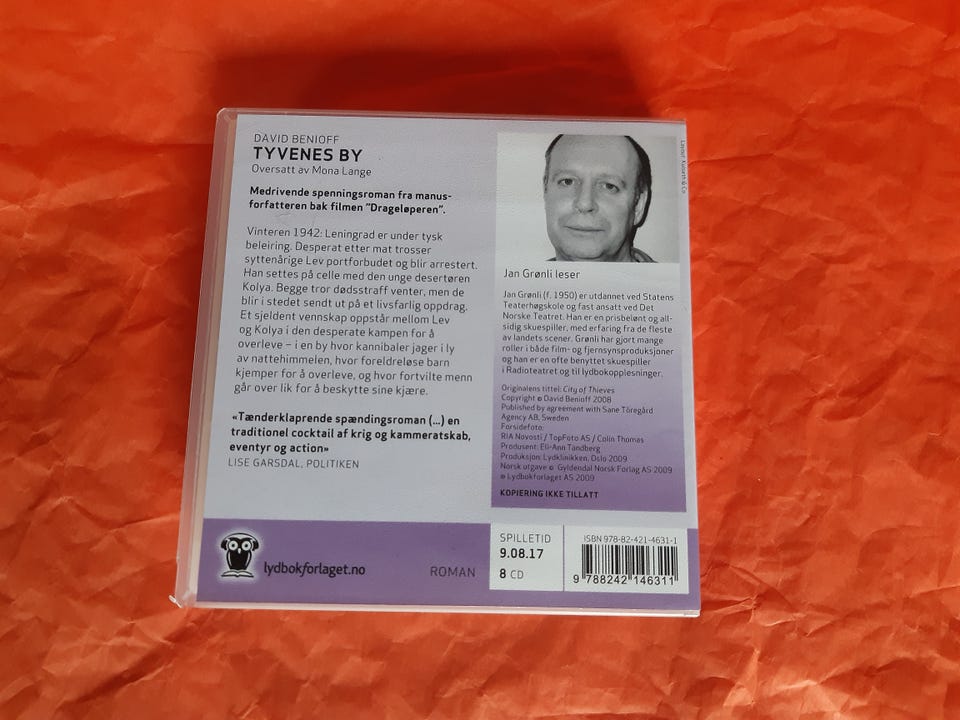 DAVID BENIOFF
TYVENES BY
Oversatt av Mona Lange
Medrivende spenningsroman fra manus-
forfatteren bak filmen "Drageløperen".
Vinteren 1942: Leningrad er under tysk
beleiring. Desperat etter mat trosser
syttenårige Lev portforbudet og blir arrestert.
Han settes på celle med den unge desertøren
Kolya. Begge tror dødsstraff venter, men de
blir i stedet sendt ut på et livsfarlig oppdrag.
Et sjeldent vennskap oppstår mellom Lev
og Kolya i den desperate kampen for å
overleve – i en by hvor kannibaler jager i ly
av nattehimmelen, hvor foreldreløse barn
kjemper for å overleve, og hvor fortvilte menn
går over lik for å beskytte sine kjære.
«Tænderklaprende spændingsroman (...) en
traditionel cocktail af krig og kammeratskab,
eventyr og action»
LISE GARSDAL, POLITIKEN
Jan Grønli leser
Jan Grønli (f. 1950) er utdannet ved Statens
Teaterhøgskole og fast ansatt ved Det
Norske Teatret. Han er en prisbelønt og all-
sidig skuespiller, med erfaring fra de fleste
av landets scener. Grønli har gjort mange
roller i både film- og fjernsynsproduksjoner
og han er en ofte benyttet skuespiller
i Radioteatret og til lydbokopplesninger.
Originalens tittel: City of Thieves
Copyright © David Benioff 2008
Published by agreement with Sane Töregård
Agency AB, Sweden
Forsidefoto:
RIA Novosti / TopFoto AS / Colin Thomas
Produsent: Eli-Ann Tandberg
Produksjon: Lydklinikken, Oslo 2009
Norsk utgave © Gyldendal Norsk Forlag AS 2009
℗ Lydbokforlaget AS 2009
KOPIERING IKKE TILLATT
lydbokforlaget.no
ROMAN
SPILLETID
9.08.17
8 CD
ISBN 978-82-421-4631-1
9 788242 146311